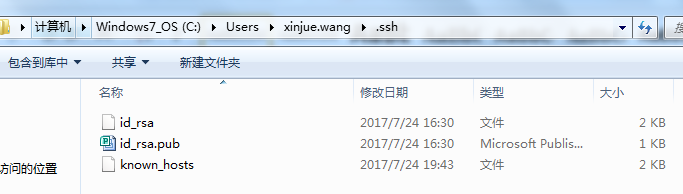 计算机 Windows7_OS (C:) Users xinjue.wang .ssh
包含到库中 共享 新建文件夹
名称 修改日期 类型 大小
id_rsa 2017/7/24 16:30 文件 2 KB
id_rsa.pub 2017/7/24 16:30 Microsoft Publis... 1 KB
known_hosts 2017/7/24 19:43 文件 2 KB
访问的位置